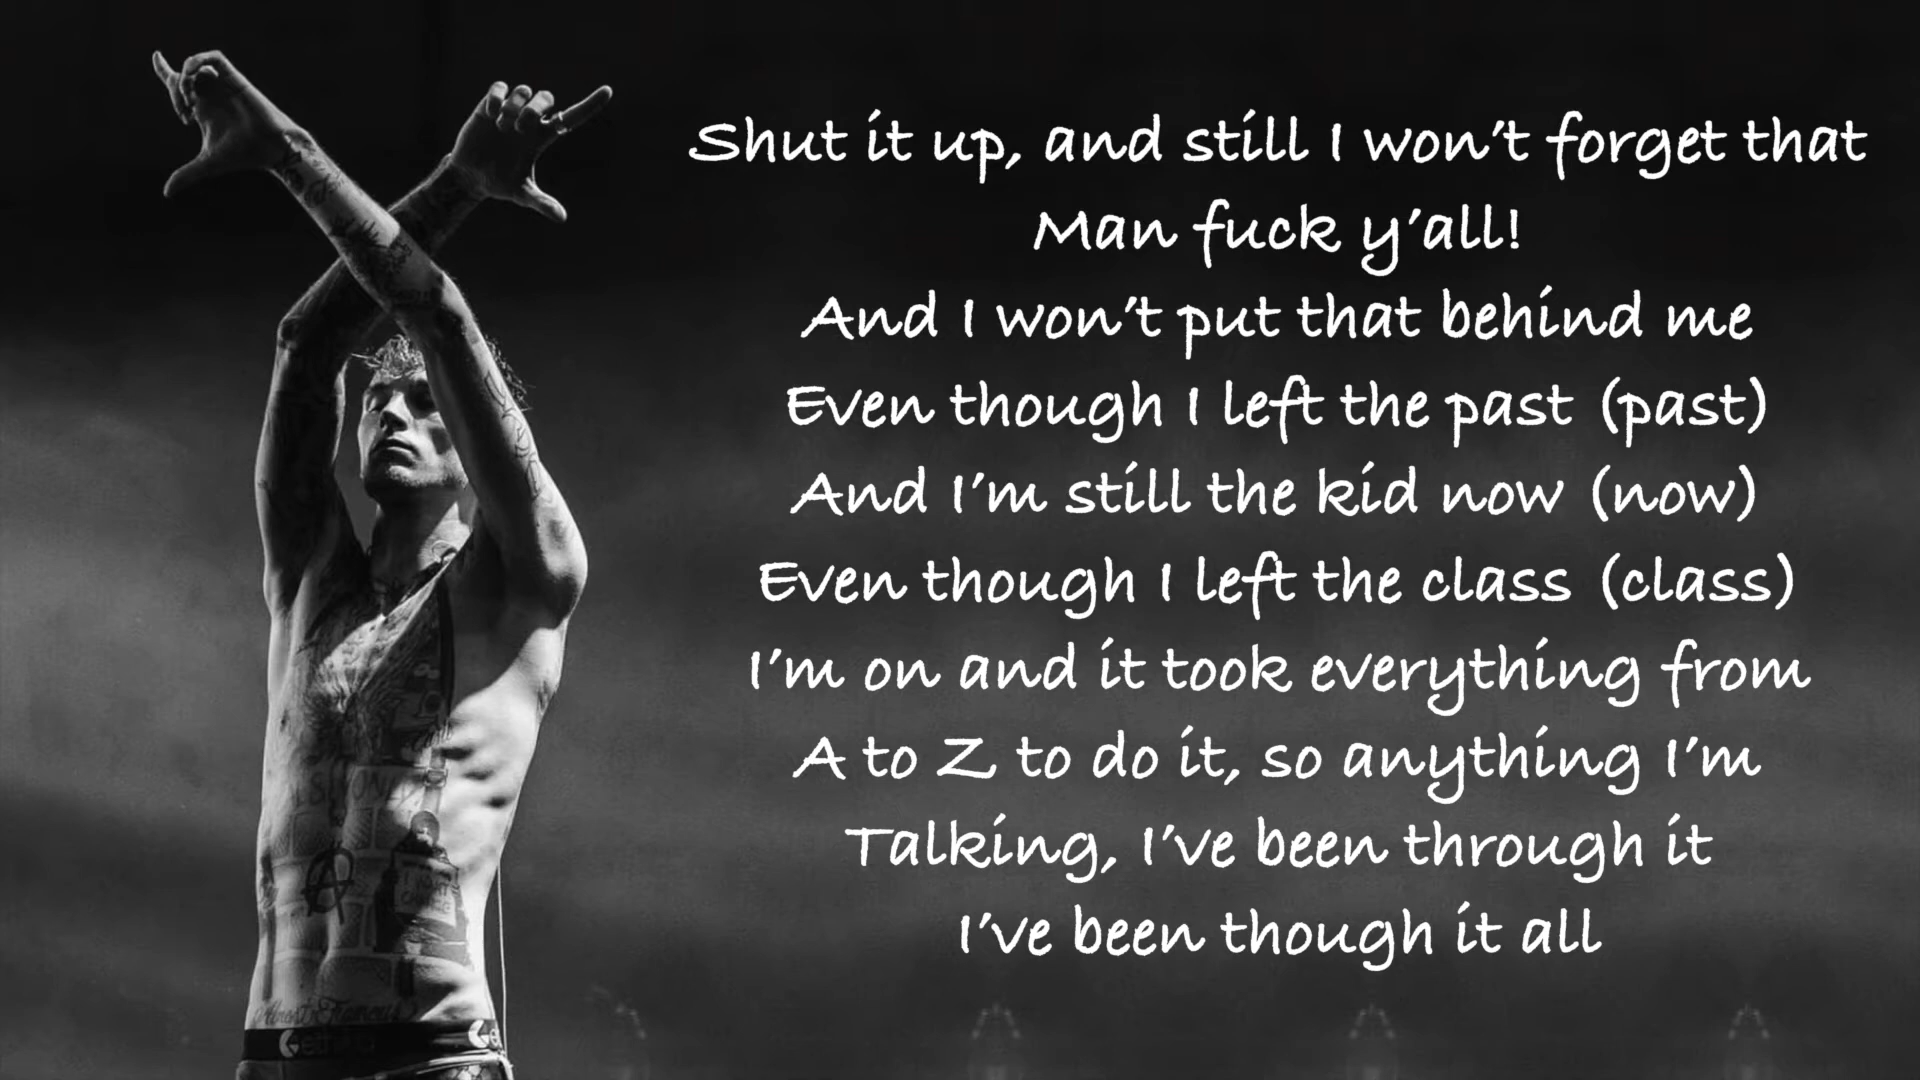 Shut it up, and still I won't forget that
Man fuck y'all!
And I won't put that behind me
Even though I left the past (past)
And I'm still the kid now (now)
Even though I left the class (class)
I'm on and it took everything from
A to Z to do it, so anything I'm
Talking, I've been through it
I've been though it all